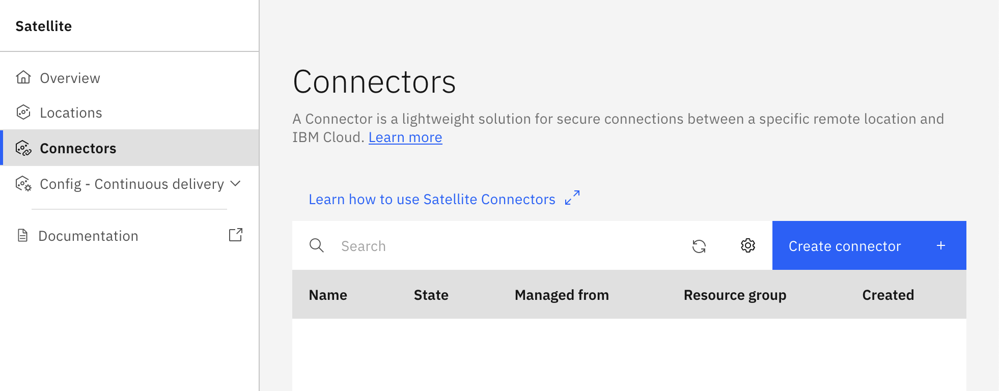 Satellite
Overview
Locations
Connectors
Config - Continuous delivery
Documentation
Connectors
A Connector is a lightweight solution for secure connections between a specific remote location and
IBM Cloud. Learn more
Learn how to use Satellite Connectors
Search
Create connector +
Name State Managed from Resource group Created